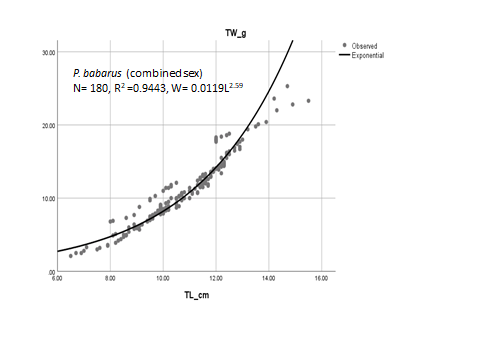 TW_g
30.00
20.00
10.00
.00
P. babarus (combined sex)
N= 180, R² =0.9443, W= 0.0119L²·⁵⁹
Observed
Exponential
6.00 8.00 10.00 12.00 14.00 16.00
TL_cm